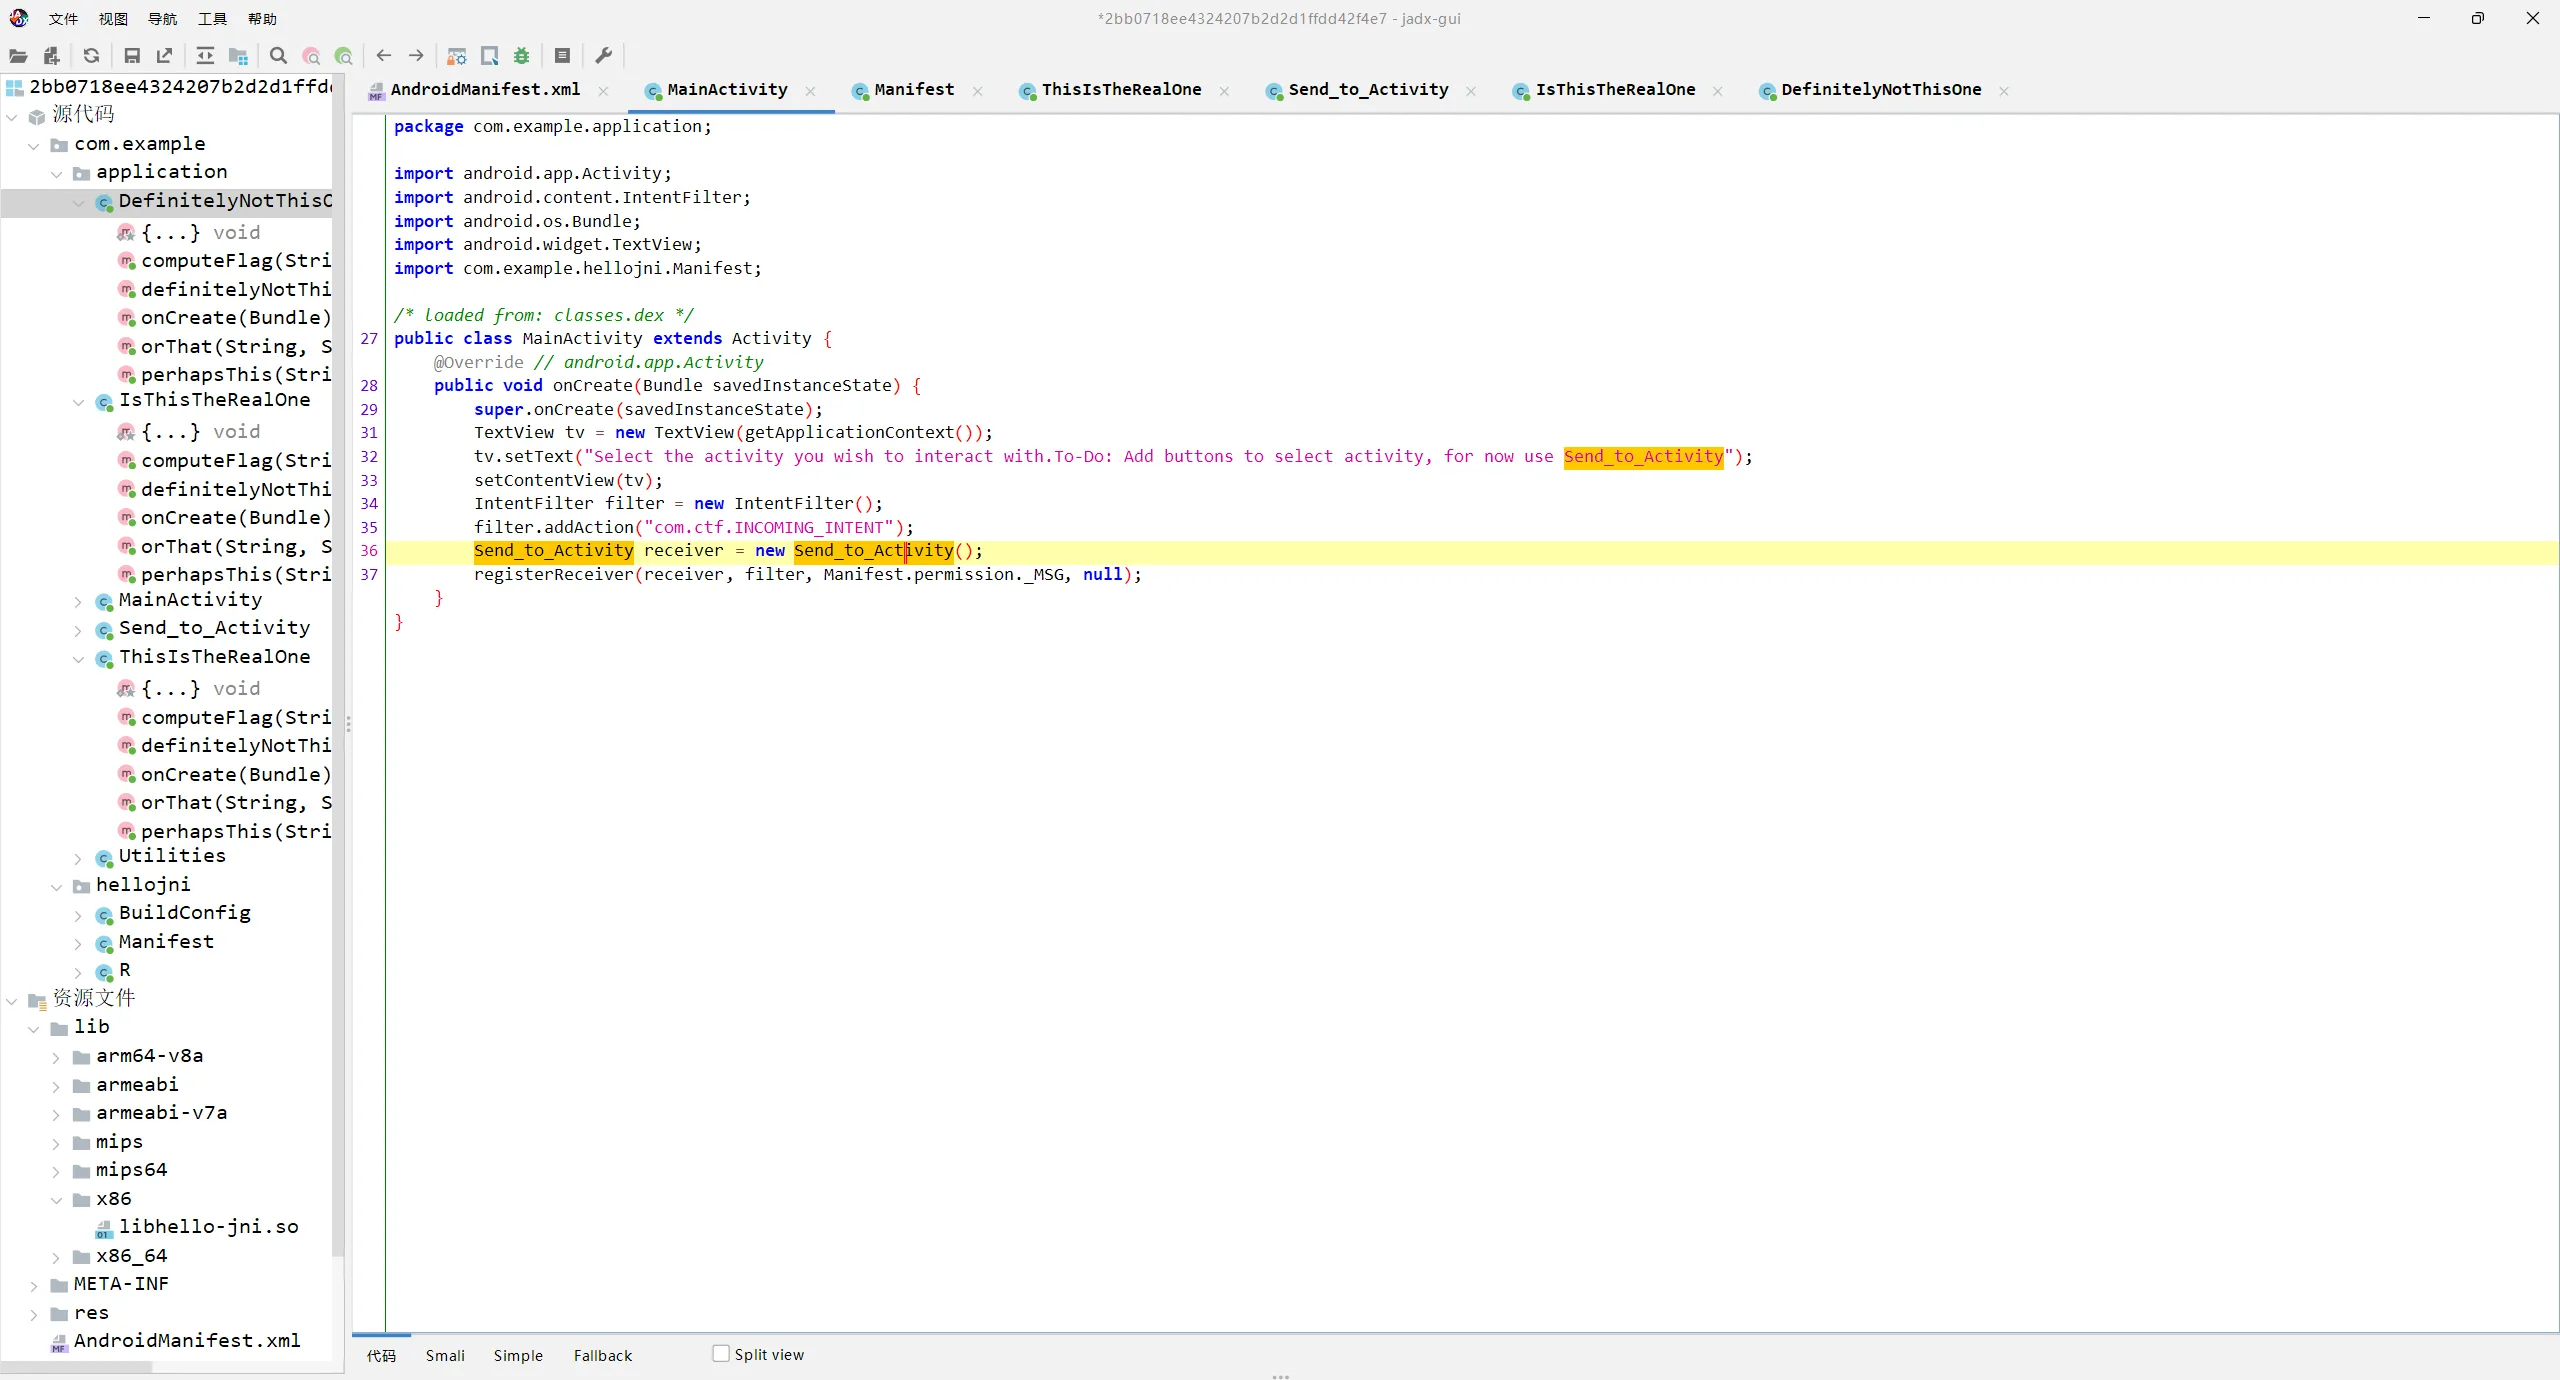 文件 视图 导航 工具 帮助
*2bb0718ee4324207b2d2d1ffdd42f4e7 - jadx-gui
2bb0718ee4324207b2d2d1ffd
源代码
com.example
application
DefinitelyNotThisO
{...} void
computeFlag(Stri
definitelyNotThi
onCreate(Bundle)
orThat(String, S
perhapsThis(Stri
IsThisTheRealOne
{...} void
computeFlag(Stri
definitelyNotThi
onCreate(Bundle)
orThat(String, S
perhapsThis(Stri
MainActivity
Send_to_Activity
ThisIsTheRealOne
{...} void
computeFlag(Stri
definitelyNotThi
onCreate(Bundle)
orThat(String, S
perhapsThis(Stri
Utilities
hellojni
BuildConfig
Manifest
R
资源文件
lib
arm64-v8a
armeabi
armeabi-v7a
mips
mips64
x86
libhello-jni.so
x86_64
META-INF
res
AndroidManifest.xml
AndroidManifest.xml MainActivity Manifest ThisIsTheRealOne Send_to_Activity IsThisTheRealOne DefinitelyNotThisOne
package com.example.application;
import android.app.Activity;
import android.content.IntentFilter;
import android.os.Bundle;
import android.widget.TextView;
import com.example.hellojni.Manifest;
/* loaded from: classes.dex */
27 public class MainActivity extends Activity {
@Override // android.app.Activity
28 public void onCreate(Bundle savedInstanceState) {
29 super.onCreate(savedInstanceState);
31 TextView tv = new TextView(getApplicationContext());
32 tv.setText("Select the activity you wish to interact with.To-Do: Add buttons to select activity, for now use Send_to_Activity");
33 setContentView(tv);
34 IntentFilter filter = new IntentFilter();
35 filter.addAction("com.ctf.INCOMING_INTENT");
36 Send_to_Activity receiver = new Send_to_Activity();
37 registerReceiver(receiver, filter, Manifest.permission._MSG, null);
}
}
代码 Smali Simple Fallback Split view